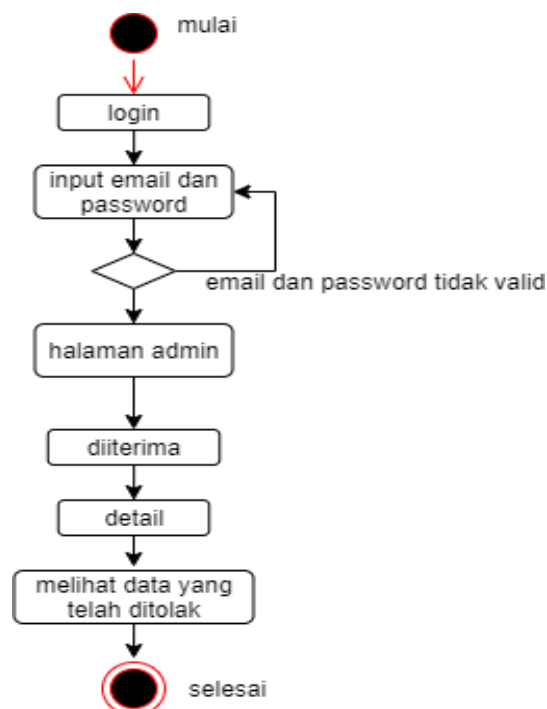 mulai
login
input email dan
password
email dan password tidak valid
halaman admin
diiterima
detail
melihat data yang
telah ditolak
selesai